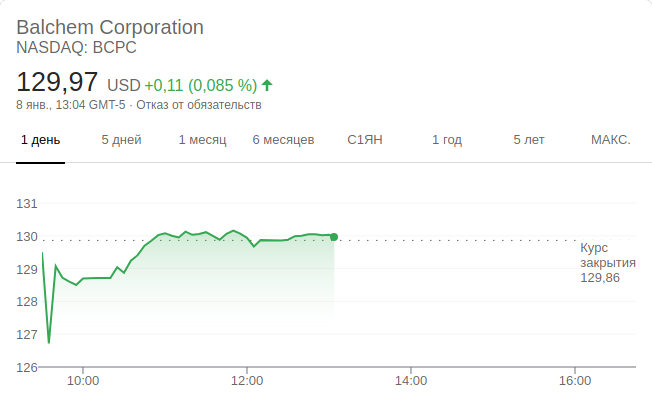 Balchem Corporation
NASDAQ: BCPC
129,97 USD +0,11 (0,085 %)
8 янв., 13:04 GMT-5 · Отказ от обязательств
1 день 5 дней 1 месяц 6 месяцев С1ЯН 1 год 5 лет МАКС.
131
130
Курс
закрытия
129,86
129
128
127
126
10:00 12:00 14:00 16:00